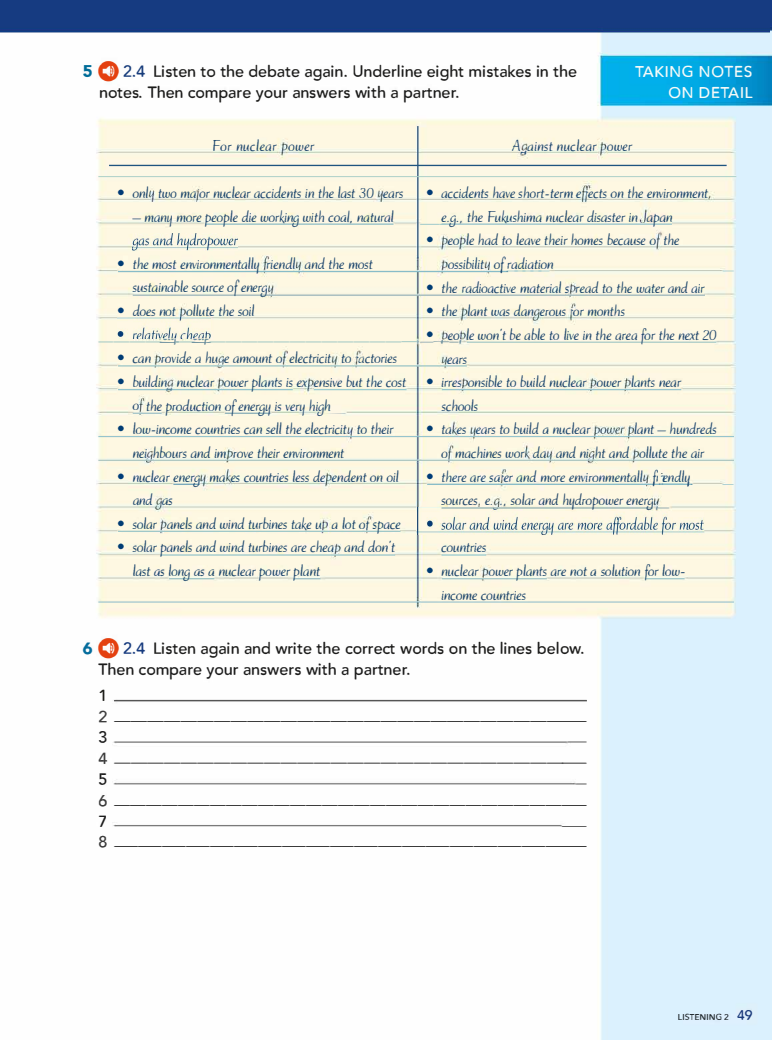 5 2.4 Listen to the debate again. Underline eight mistakes in the
notes. Then compare your answers with a partner.
TAKING NOTES
ON DETAIL
For nuclear power
• only two major nuclear accidents in the last 30 years
– many more people die working with coal, natural
gas and hydropower
• the most environmentally friendly and the most
sustainable source of energy
• does not pollute the soil
• relatively cheap
• can provide a huge amount of electricity to factories
• building nuclear power plants is expensive but the cost
of the production of energy is very high
• low-income countries can sell the electricity to their
neighbours and improve their environment
• nuclear energy makes countries less dependent on oil
and gas
• solar panels and wind turbines take up a lot of space
• solar panels and wind turbines are cheap and don't
last as long as a nuclear power plant
Against nuclear power
• accidents have short-term effects on the environment,
e.g., the Fukushima nuclear disaster in Japan
• people had to leave their homes because of the
possibility of radiation
• the radioactive material spread to the water and air
• the plant was dangerous for months
• people won't be able to live in the area for the next 20
years
• irresponsible to build nuclear power plants near
schools
• takes years to build a nuclear power plant – hundreds
of machines work day and night and pollute the air
• there are safer and more environmentally friendly
sources, e.g., solar and hydropower energy
• solar and wind energy are more affordable for most
countries
• nuclear power plants are not a solution for low-
income countries
6 2.4 Listen again and write the correct words on the lines below.
Then compare your answers with a partner.
1
2
3
4
5
6
7
8
LISTENING 2 49